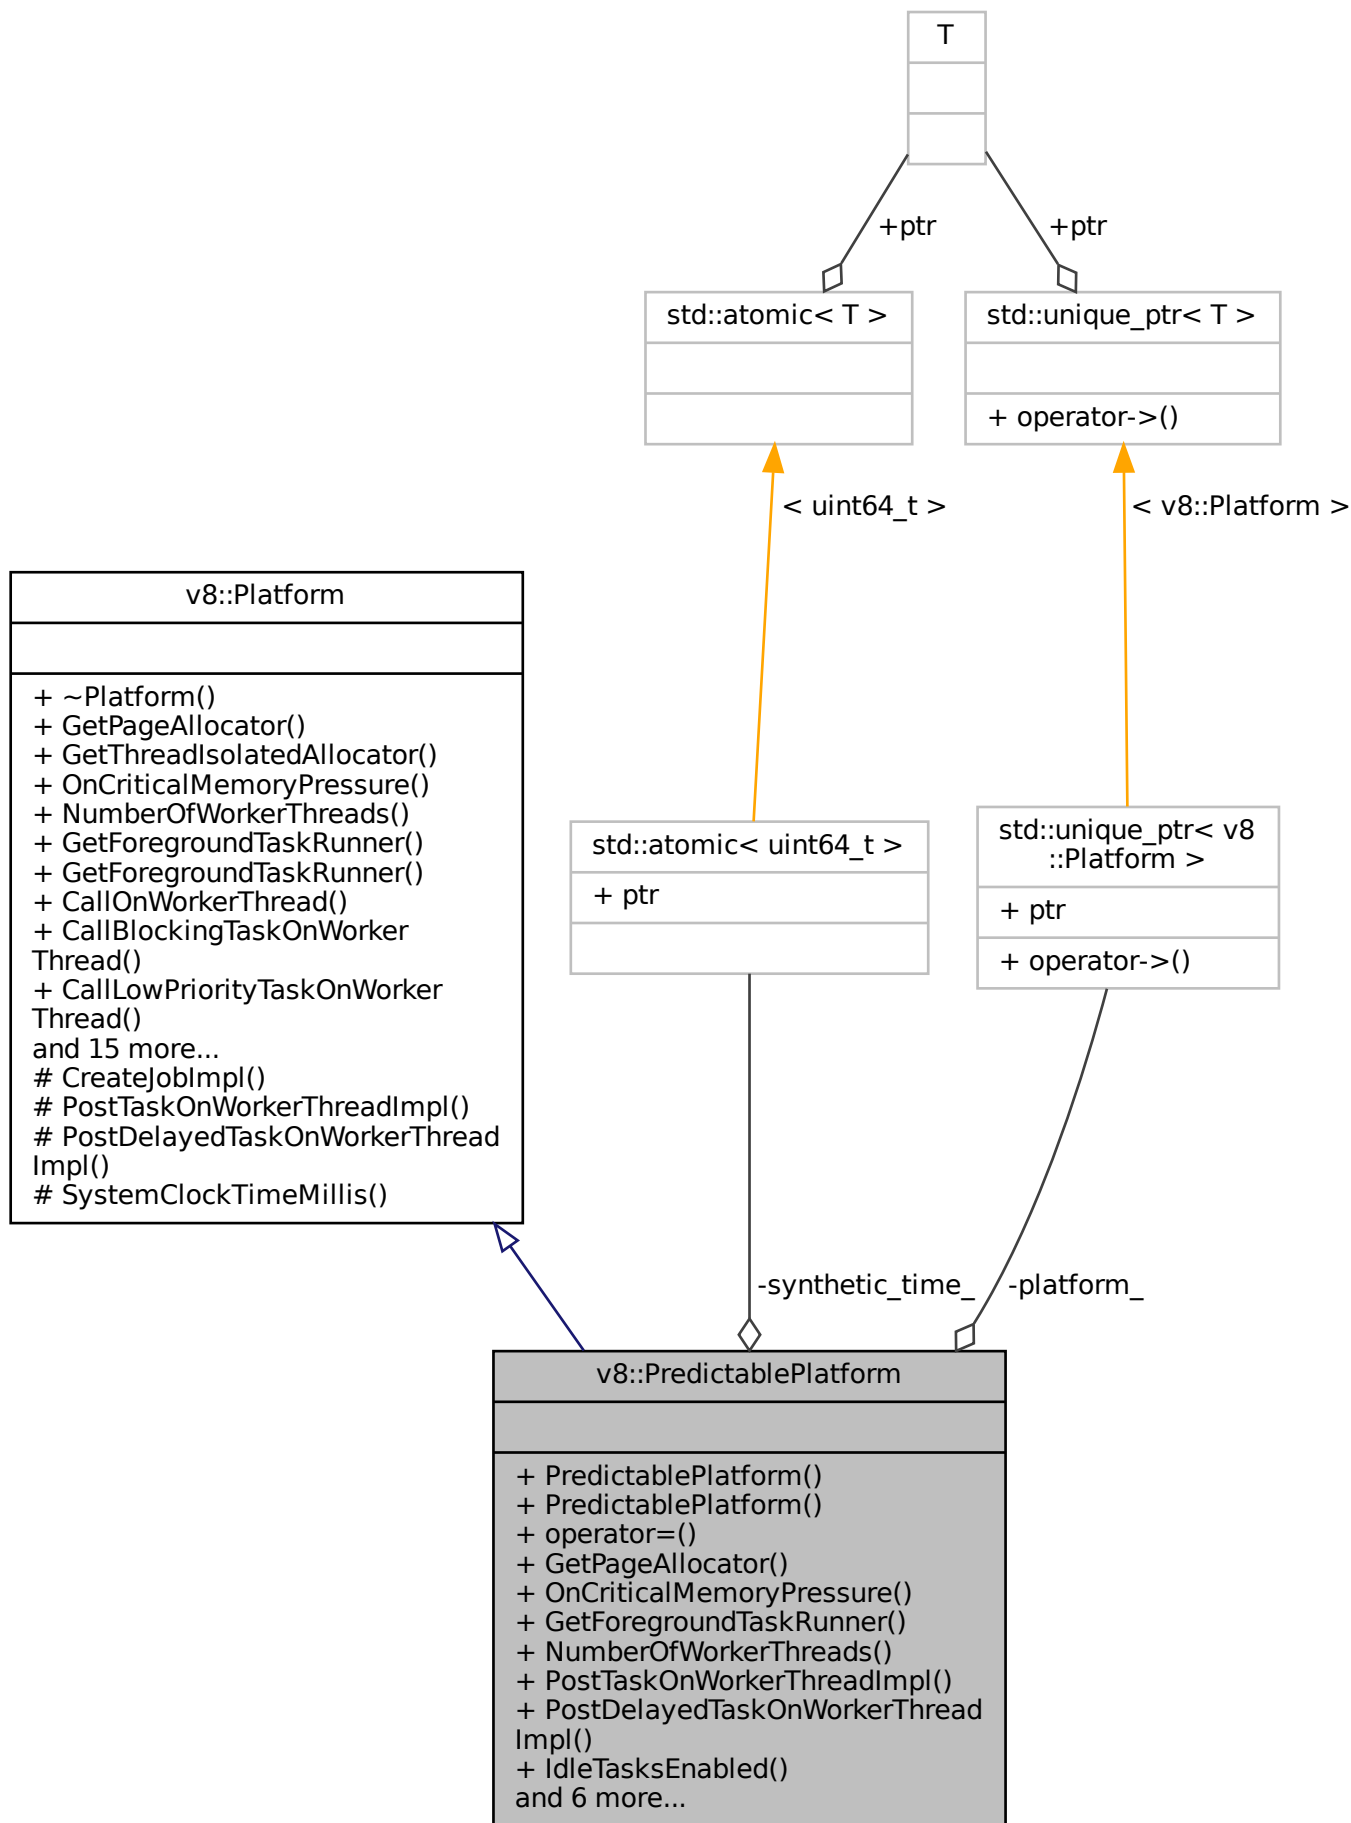 T
+ptr
+ptr
std::atomic< T >
std::unique_ptr< T >
+ operator->()
< uint64_t >
< v8::Platform >
v8::Platform
+ ~Platform()
+ GetPageAllocator()
+ GetThreadIsolatedAllocator()
+ OnCriticalMemoryPressure()
+ NumberOfWorkerThreads()
+ GetForegroundTaskRunner()
+ GetForegroundTaskRunner()
+ CallOnWorkerThread()
+ CallBlockingTaskOnWorker
Thread()
+ CallLowPriorityTaskOnWorker
Thread()
and 15 more...
# CreateJobImpl()
# PostTaskOnWorkerThreadImpl()
# PostDelayedTaskOnWorkerThread
Impl()
# SystemClockTimeMillis()
std::atomic< uint64_t >
+ ptr
std::unique_ptr< v8
::Platform >
+ ptr
+ operator->()
-synthetic_time_
-platform_
v8::PredictablePlatform
+ PredictablePlatform()
+ PredictablePlatform()
+ operator=()
+ GetPageAllocator()
+ OnCriticalMemoryPressure()
+ GetForegroundTaskRunner()
+ NumberOfWorkerThreads()
+ PostTaskOnWorkerThreadImpl()
+ PostDelayedTaskOnWorkerThread
Impl()
+ IdleTasksEnabled()
and 6 more...